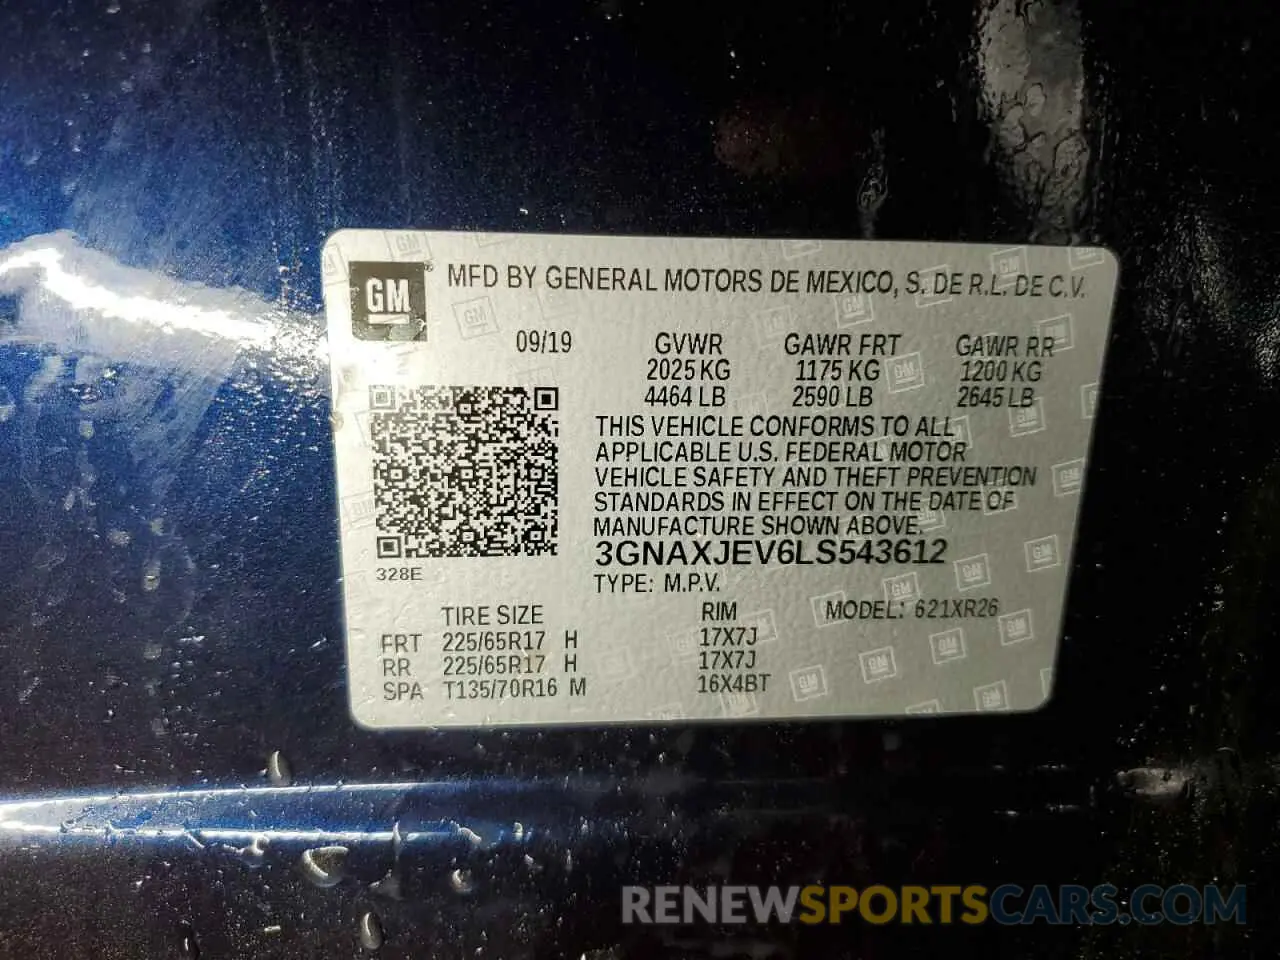 GM® MFD BY GENERAL MOTORS DE MEXICO, S. DE R.L. DE C.V.
09/19 GVWR GAWR FRT GAWR RR
2025 KG 1175 KG 1200 KG
4464 LB 2590 LB 2645 LB
THIS VEHICLE CONFORMS TO ALL
APPLICABLE U.S. FEDERAL MOTOR
VEHICLE SAFETY AND THEFT PREVENTION
STANDARDS IN EFFECT ON THE DATE OF
MANUFACTURE SHOWN ABOVE.
3GNAXJEV6LS543612
328E
TYPE: M.P.V.
TIRE SIZE RIM MODEL: 621XR26
FRT 225/65R17 H 17X7J
RR 225/65R17 H 17X7J
SPA T135/70R16 M 16X4BT
RENEWSPORTSCARS.COM